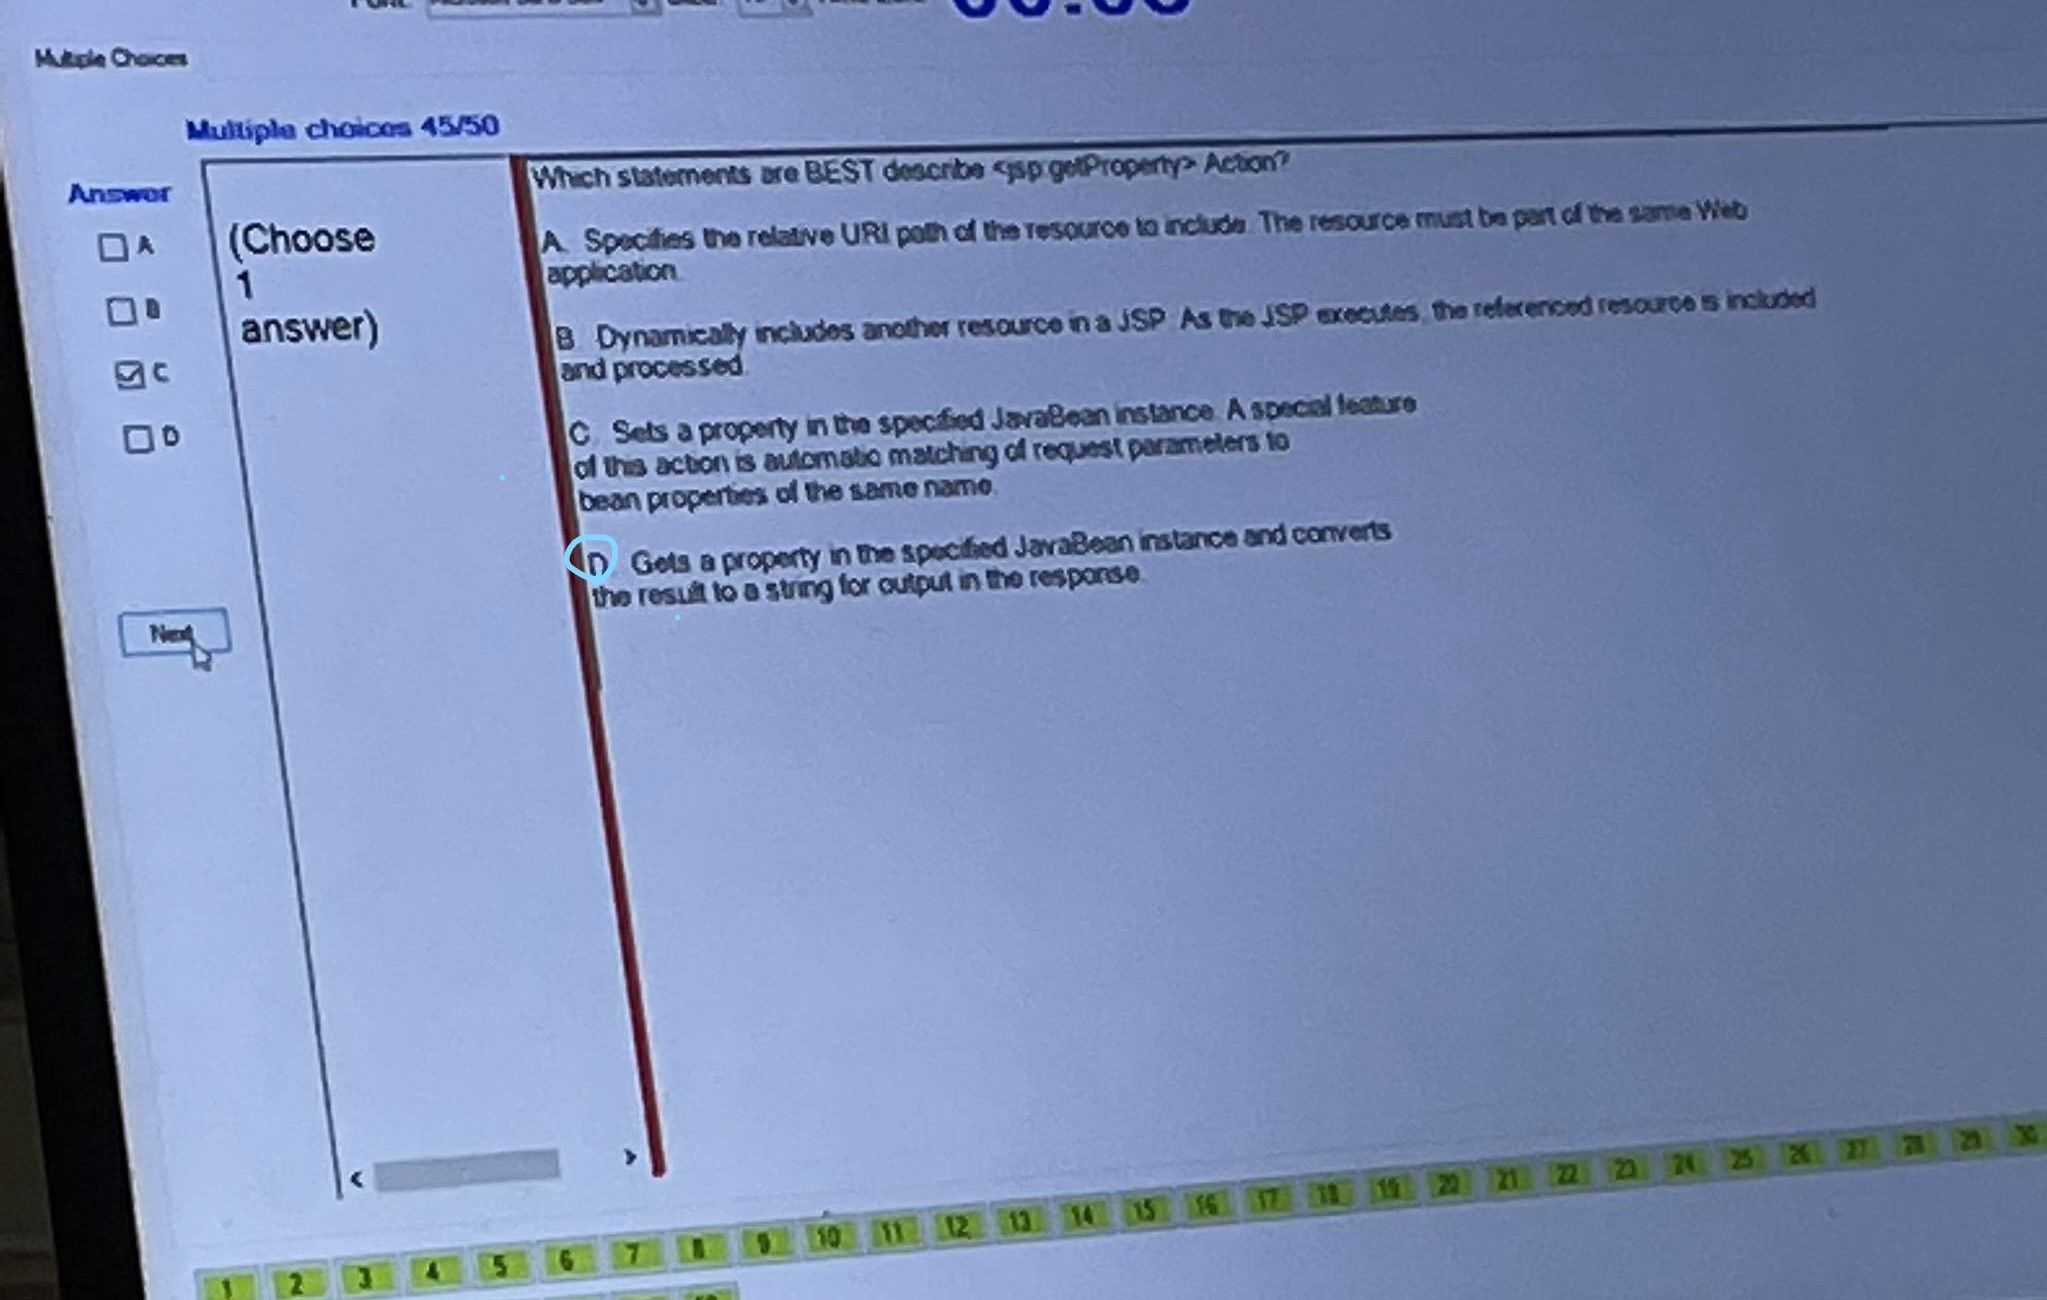 Multiple Choices
Multiple choices 45/50
Answer
A
B
C
D
(Choose
1
answer)
Next
Which statements are BEST describe <jsp:getProperty> Action?
A. Specifies the relative URI path of the resource to include. The resource must be part of the same Web
application.
B. Dynamically includes another resource in a JSP. As the JSP executes, the referenced resource is included
and processed.
C. Sets a property in the specified JavaBean instance. A special feature
of this action is automatic matching of request parameters to
bean properties of the same name.
D. Gets a property in the specified JavaBean instance and converts
the result to a string for output in the response.
1 2 3 4 5 6 7 8 9 10 11 12 13 14 15 16 17 18 19 20 21 22 23 24 25 26 27 28 29 30